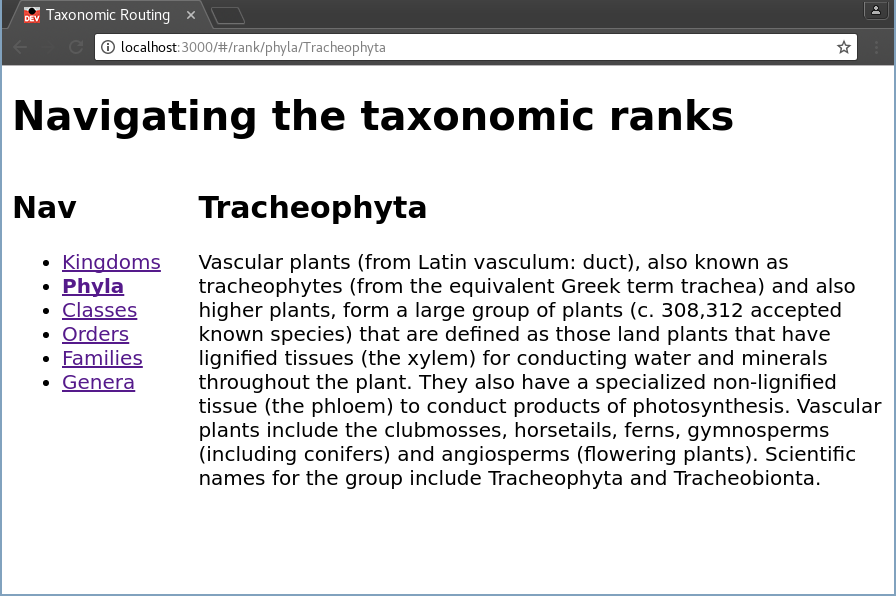 DEV
Taxonomic Routing
localhost:3000/#/rank/phyla/Tracheophyta
Navigating the taxonomic ranks
Nav
Kingdoms
Phyla
Classes
Orders
Families
Genera
Tracheophyta
Vascular plants (from Latin vasculum: duct), also known as
tracheophytes (from the equivalent Greek term trachea) and also
higher plants, form a large group of plants (c. 308,312 accepted
known species) that are defined as those land plants that have
lignified tissues (the xylem) for conducting water and minerals
throughout the plant. They also have a specialized non-lignified
tissue (the phloem) to conduct products of photosynthesis. Vascular
plants include the clubmosses, horsetails, ferns, gymnosperms
(including conifers) and angiosperms (flowering plants). Scientific
names for the group include Tracheophyta and Tracheobionta.